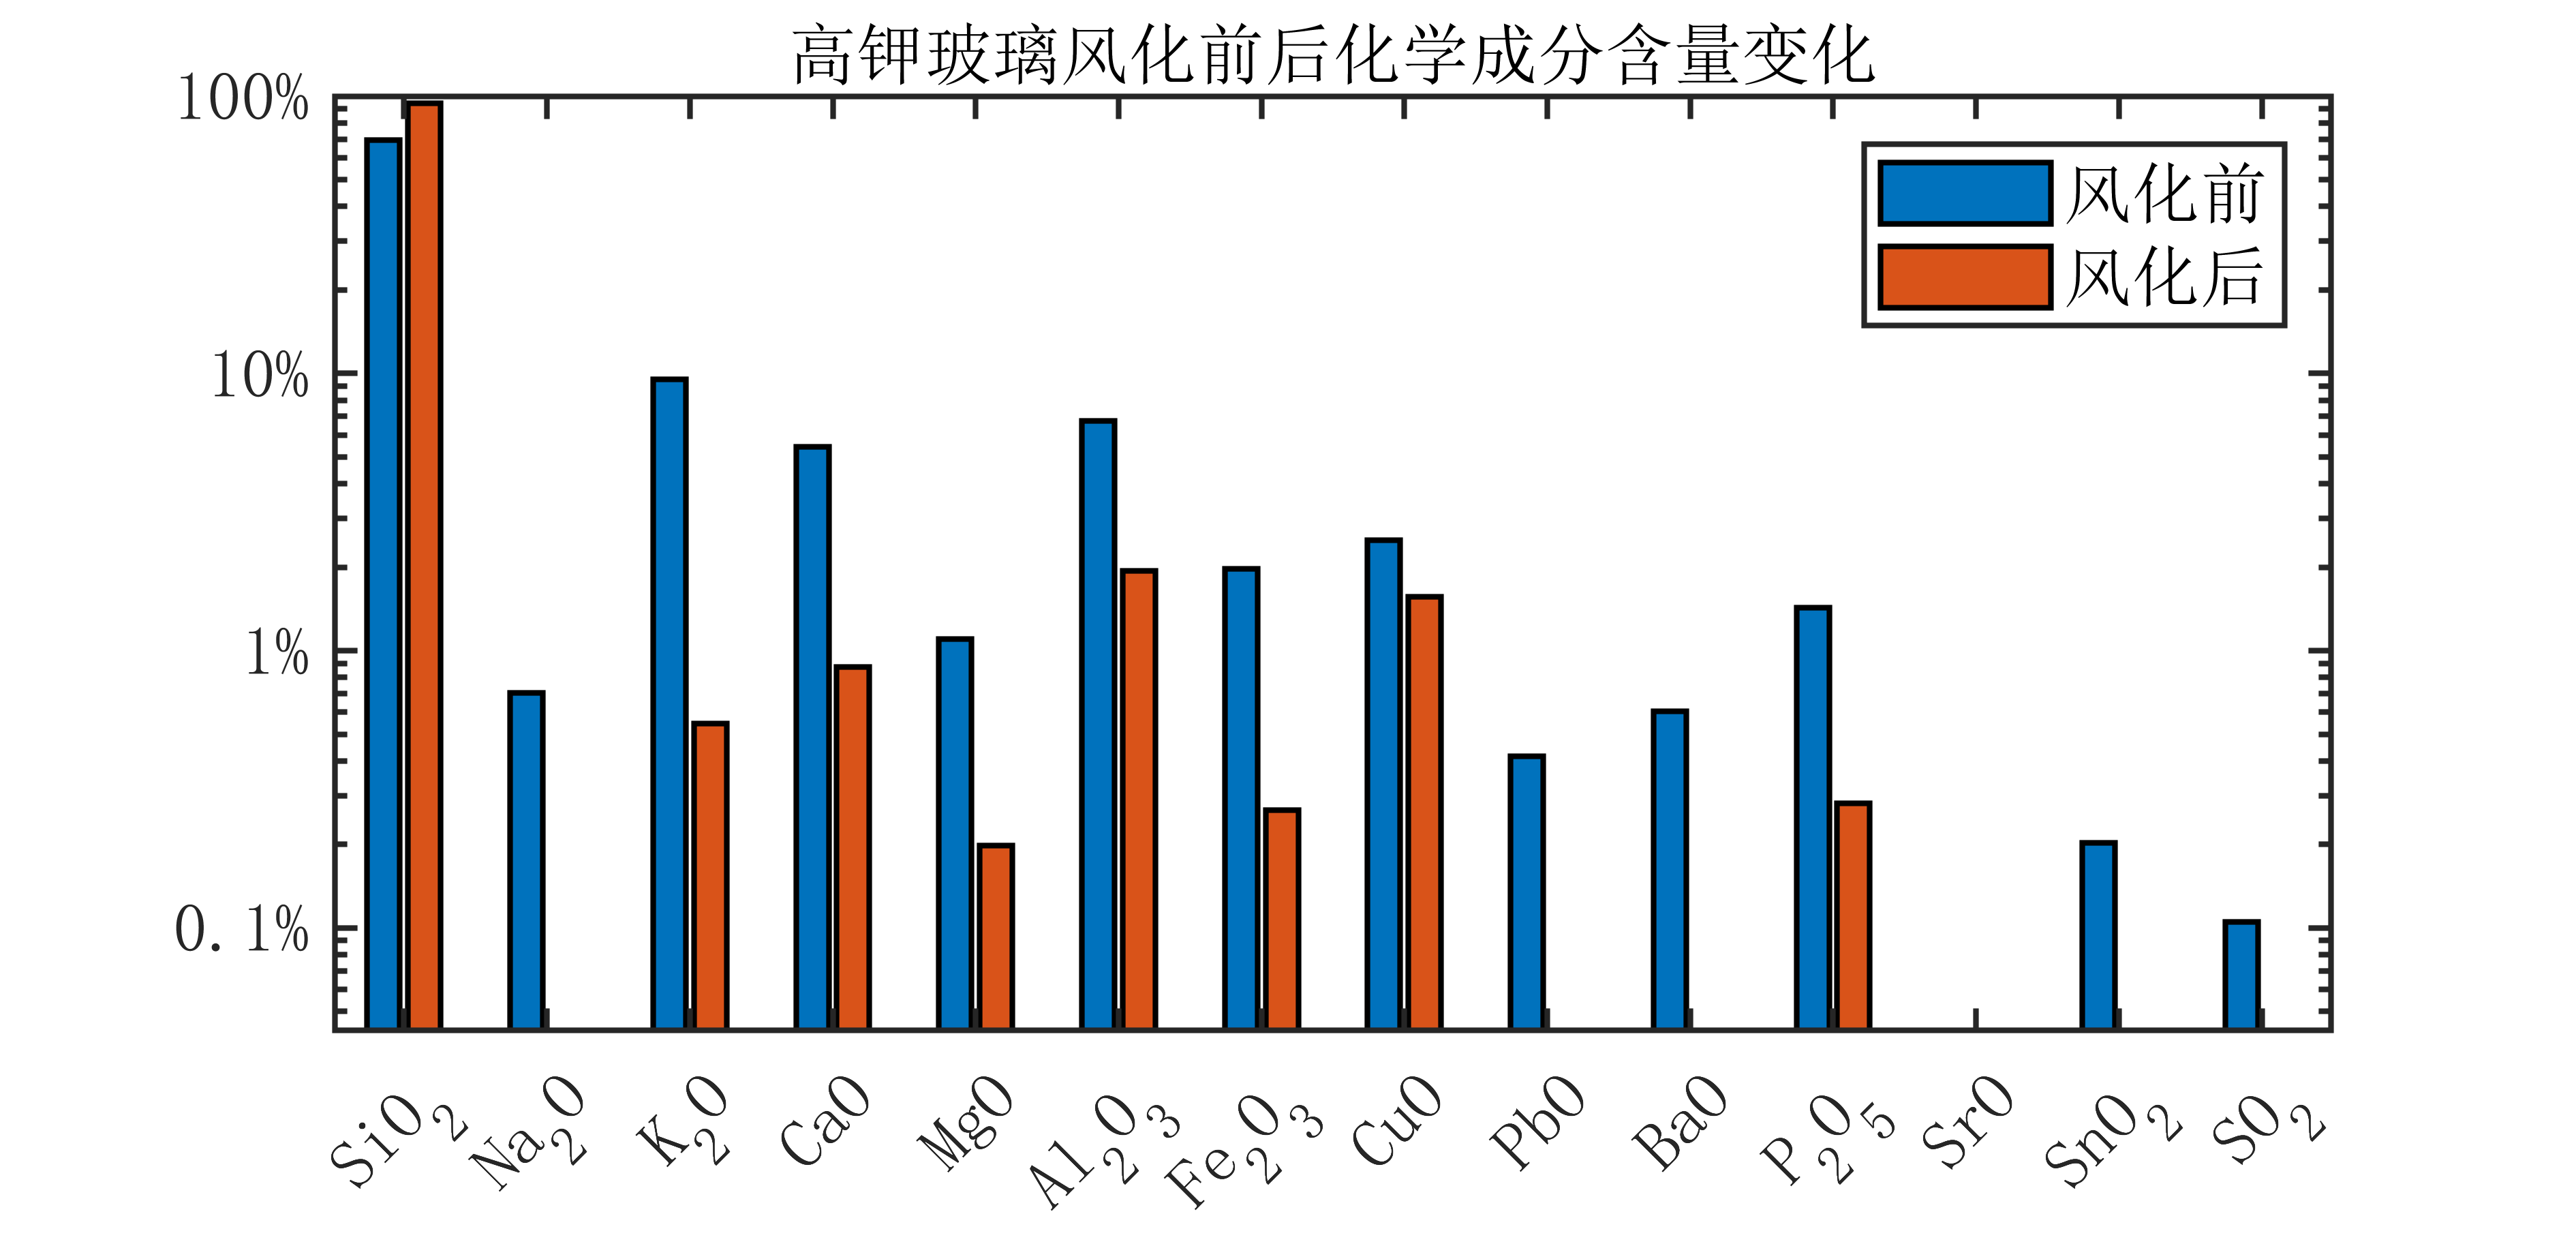 高钾玻璃风化前后化学成分含量变化
100%
10%
1%
0.1%
风化前
风化后
SiO₂
Na₂O
K₂O
CaO
MgO
Al₂O₃
Fe₂O₃
CuO
PbO
BaO
P₂O₅
SrO
SnO₂
SO₂